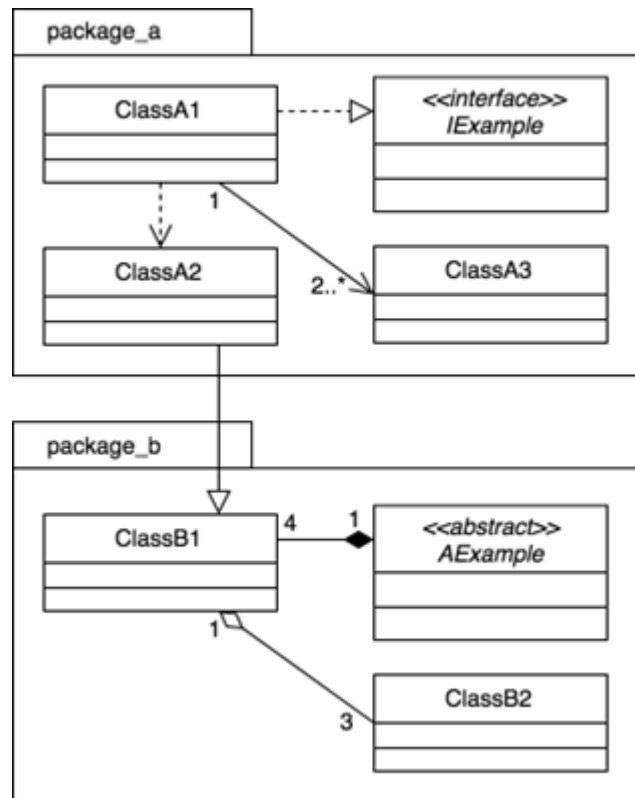 package_a
ClassA1
<<interface>>
IExample
1
ClassA2
2..*
ClassA3
package_b
ClassB1
4
1
<<abstract>>
AExample
1
3
ClassB2